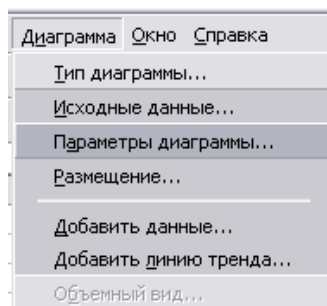 Диаграмма Окно Справка
Тип диаграммы...
Исходные данные...
Параметры диаграммы...
Размещение...
Добавить данные...
Добавить линию тренда...
Объемный вид...